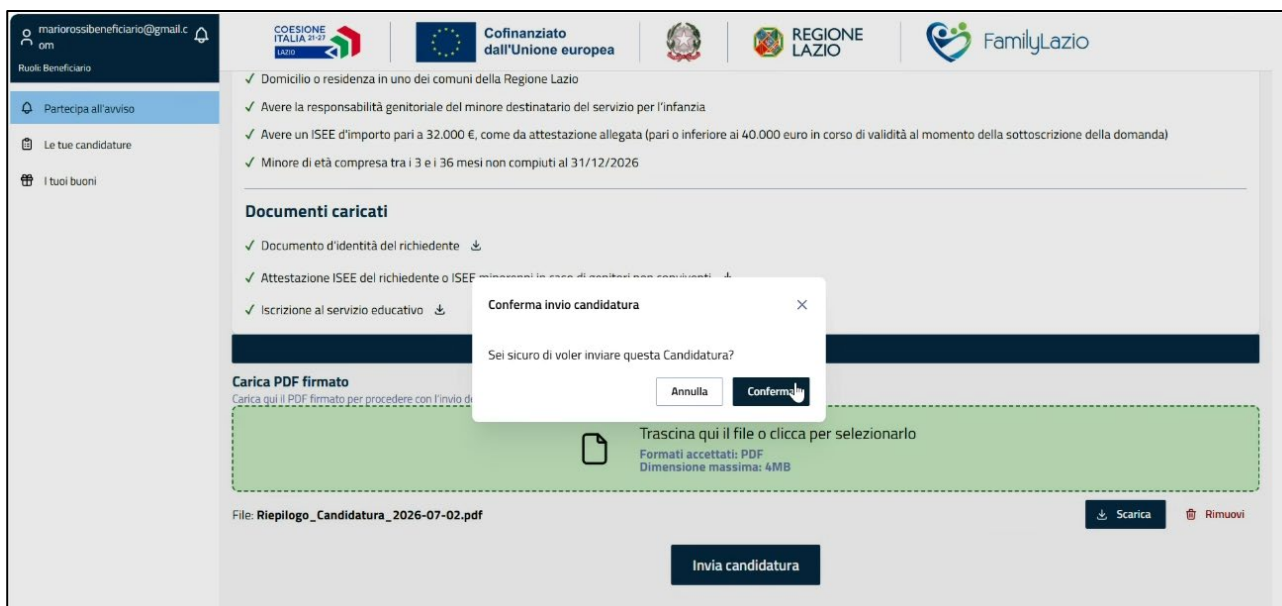 mariorossibeneficiario@gmail.c
om
Ruoli: Beneficiario
COESIONE
ITALIA 21-27
LAZIO
Cofinanziato
dall'Unione europea
REGIONE
LAZIO
FamilyLazio
Partecipa all'avviso
Le tue candidature
I tuoi buoni
✓ Domicilio o residenza in uno dei comuni della Regione Lazio
✓ Avere la responsabilità genitoriale del minore destinatario del servizio per l'infanzia
✓ Avere un ISEE d'importo pari a 32.000 €, come da attestazione allegata (pari o inferiore ai 40.000 euro in corso di validità al momento della sottoscrizione della domanda)
✓ Minore di età compresa tra i 3 e i 36 mesi non compiuti al 31/12/2026
Documenti caricati
✓ Documento d'identità del richiedente
✓ Attestazione ISEE del richiedente o ISEE minorenni in caso di genitori non conviventi
✓ Iscrizione al servizio educativo
Conferma invio candidatura
Sei sicuro di voler inviare questa Candidatura?
Annulla
Conferma
Carica PDF firmato
Carica qui il PDF firmato per procedere con l'invio
Trascina qui il file o clicca per selezionarlo
Formati accettati: PDF
Dimensione massima: 4MB
File: Riepilogo_Candidatura_2026-07-02.pdf
Scarica
Rimuovi
Invia candidatura